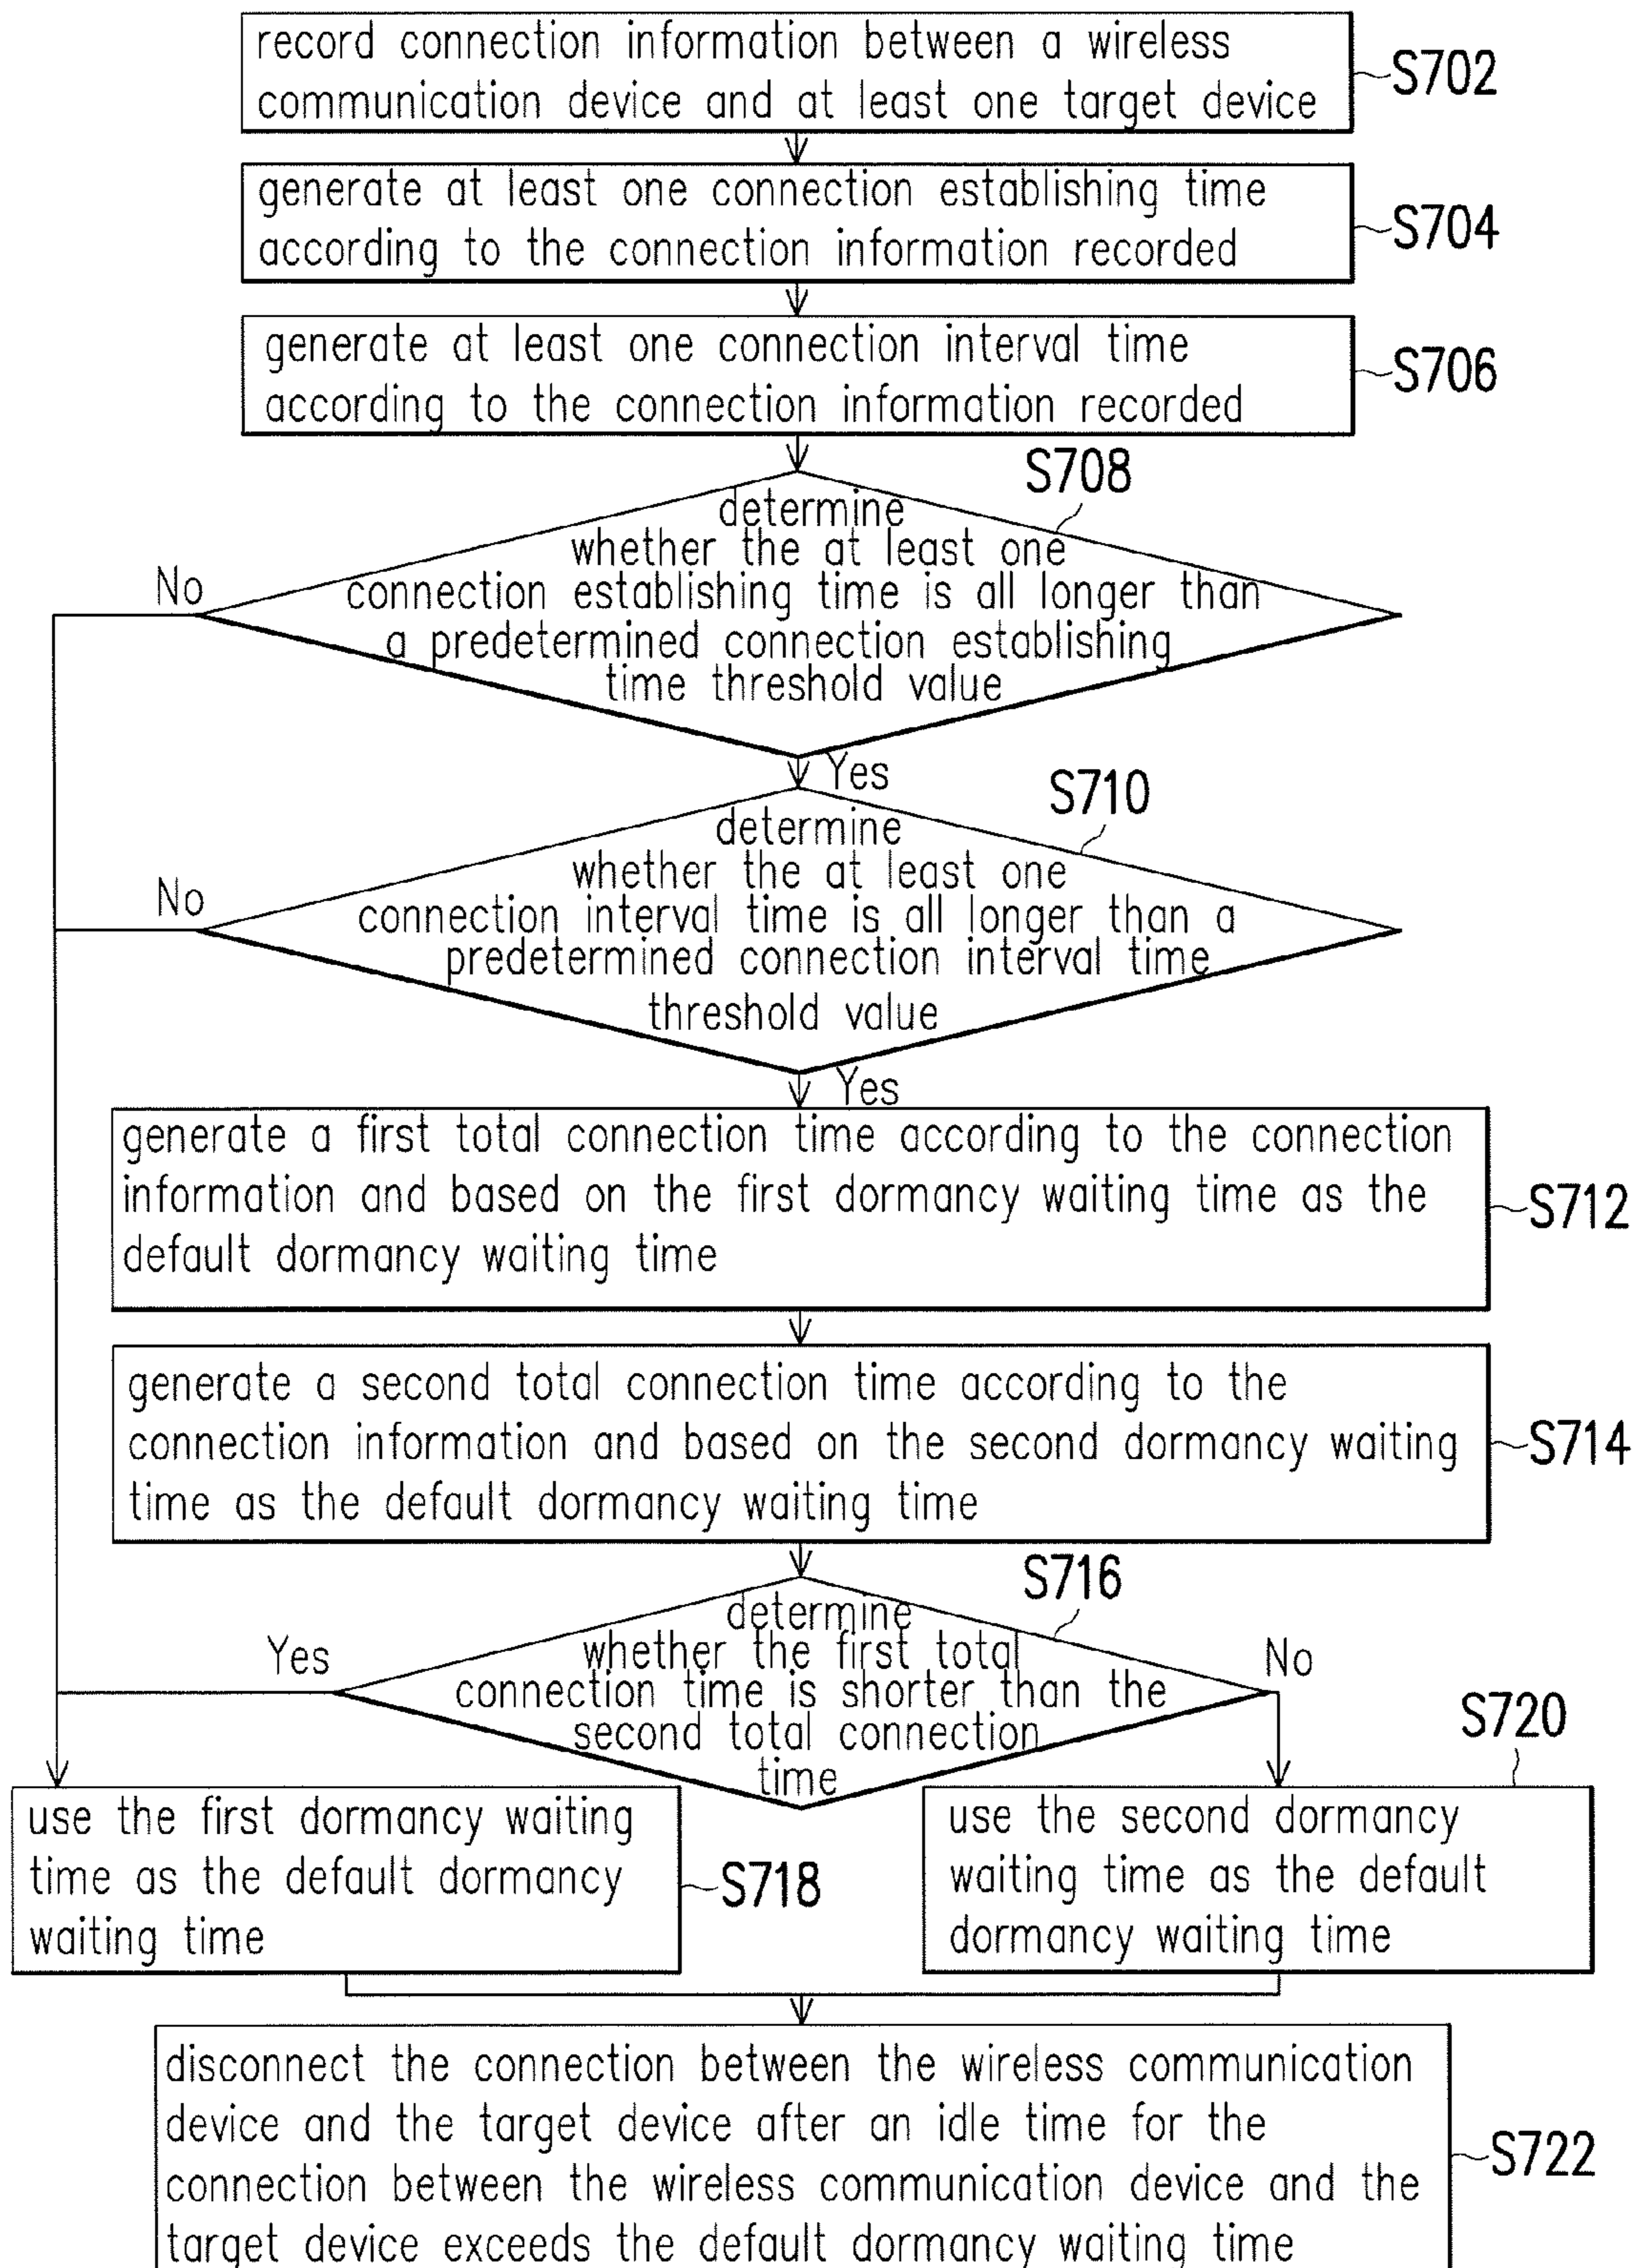 record connection information between a wireless
communication device and at least one target device
S702
generate at least one connection establishing time
according to the connection information recorded
S704
generate at least one connection interval time
according to the connection information recorded
S706
S708
determine
whether the at least one
connection establishing time is all longer than
a predetermined connection establishing
time threshold value
No
Yes
S710
determine
whether the at least one
connection interval time is all longer than a
predetermined connection interval time
threshold value
No
Yes
generate a first total connection time according to the connection
information and based on the first dormancy waiting time as the
default dormancy waiting time
S712
generate a second total connection time according to the
connection information and based on the second dormancy waiting
time as the default dormancy waiting time
S714
S716
determine
whether the first total
connection time is shorter than the
second total connection
time
Yes
No
S720
use the first dormancy waiting
time as the default dormancy
waiting time
S718
use the second dormancy
waiting time as the default
dormancy waiting time
disconnect the connection between the wireless communication
device and the target device after an idle time for the
connection between the wireless communication device and the
target device exceeds the default dormancy waiting time
S722